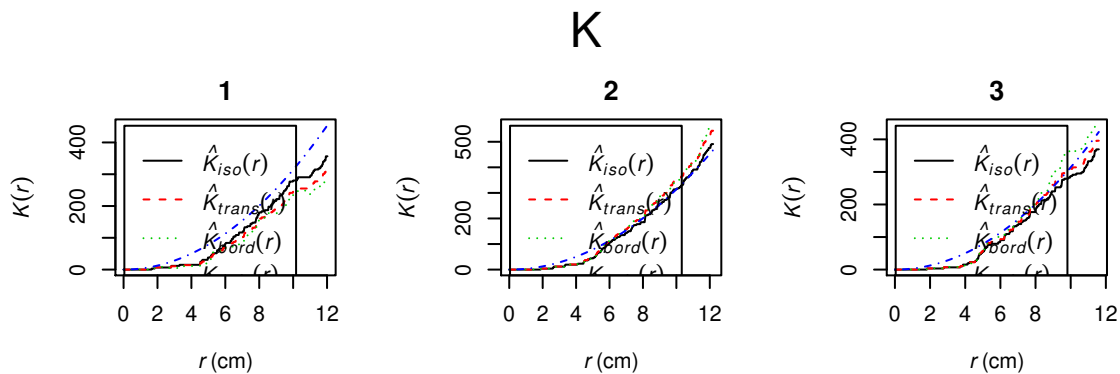 K
1
K(r)
0 200 400
K̂iso(r)
K̂trans(r)
K̂bord(r)
0 2 4 6 8 12
r (cm)
2
K(r)
0 200 500
K̂iso(r)
K̂trans(r)
K̂bord(r)
0 2 4 6 8 12
r (cm)
3
K(r)
0 200 400
K̂iso(r)
K̂trans(r)
K̂bord(r)
0 2 4 6 8 10 12
r (cm)